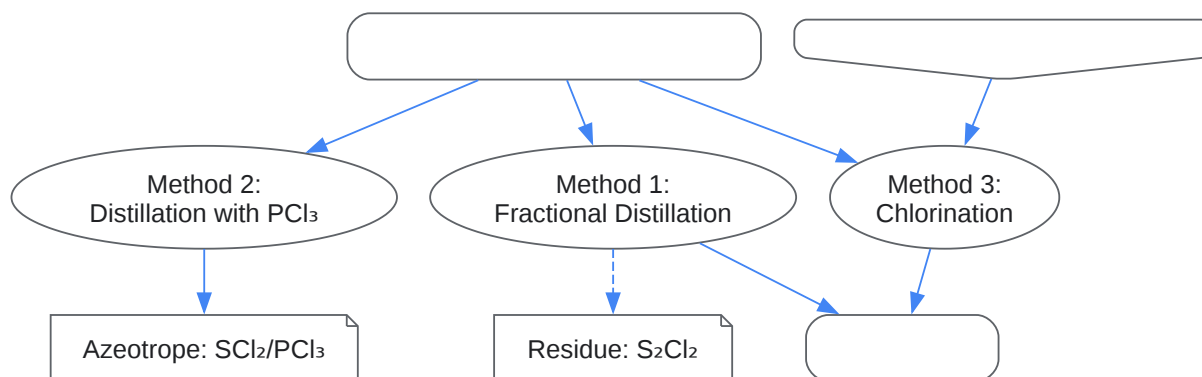 Method 2:
Distillation with PCl₃
Method 1:
Fractional Distillation
Method 3:
Chlorination
Azeotrope: SCl₂/PCl₃
Residue: S₂Cl₂